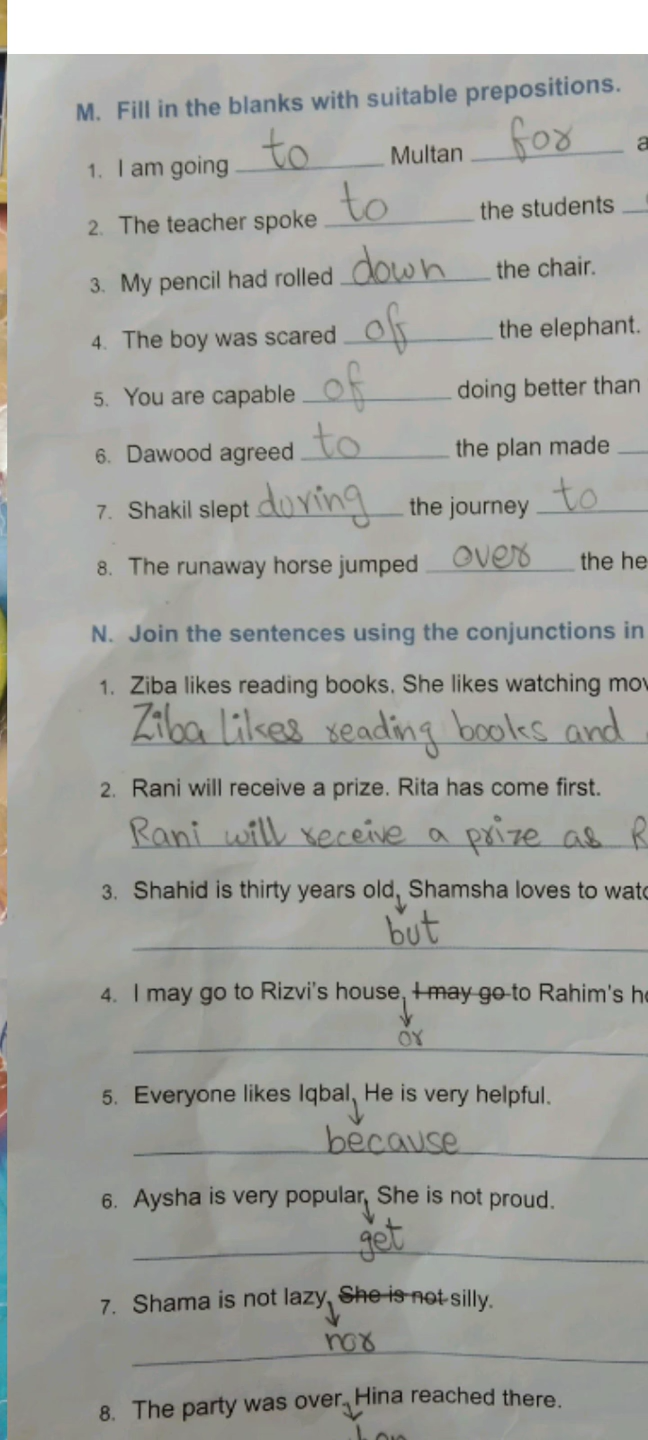 M. Fill in the blanks with suitable prepositions.
1. I am going to Multan for a
2. The teacher spoke to the students
3. My pencil had rolled down the chair.
4. The boy was scared of the elephant.
5. You are capable of doing better than
6. Dawood agreed to the plan made
7. Shakil slept during the journey to
8. The runaway horse jumped over the he
N. Join the sentences using the conjunctions in
1. Ziba likes reading books. She likes watching mov
Ziba likes reading books and
2. Rani will receive a prize. Rita has come first.
Rani will receive a prize as R
3. Shahid is thirty years old, Shamsha loves to watc
but
4. I may go to Rizvi's house, I may go to Rahim's ho
or
5. Everyone likes Iqbal, He is very helpful.
because
6. Aysha is very popular, She is not proud.
get
7. Shama is not lazy, She is not silly.
nor
8. The party was over, Hina reached there.